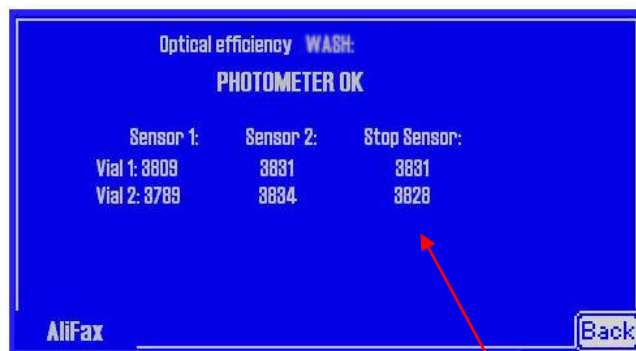 Optical efficiency WASH:
PHOTOMETER OK
Sensor 1: Sensor 2: Stop Sensor:
Vial 1: 3809 3831 3831
Vial 2: 3789 3834 3828
AliFax
Back